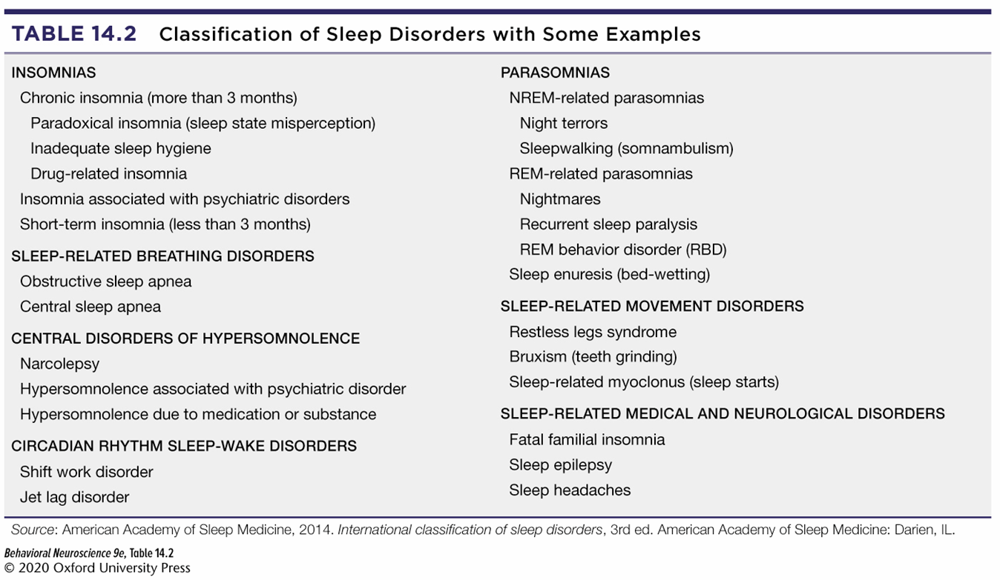 TABLE 14.2 Classification of Sleep Disorders with Some Examples
INSOMNIAS
Chronic insomnia (more than 3 months)
Paradoxical insomnia (sleep state misperception)
Inadequate sleep hygiene
Drug-related insomnia
Insomnia associated with psychiatric disorders
Short-term insomnia (less than 3 months)
SLEEP-RELATED BREATHING DISORDERS
Obstructive sleep apnea
Central sleep apnea
CENTRAL DISORDERS OF HYPERSOMNOLENCE
Narcolepsy
Hypersomnolence associated with psychiatric disorder
Hypersomnolence due to medication or substance
CIRCADIAN RHYTHM SLEEP-WAKE DISORDERS
Shift work disorder
Jet lag disorder
PARASOMNIAS
NREM-related parasomnias
Night terrors
Sleepwalking (somnambulism)
REM-related parasomnias
Nightmares
Recurrent sleep paralysis
REM behavior disorder (RBD)
Sleep enuresis (bed-wetting)
SLEEP-RELATED MOVEMENT DISORDERS
Restless legs syndrome
Bruxism (teeth grinding)
Sleep-related myoclonus (sleep starts)
SLEEP-RELATED MEDICAL AND NEUROLOGICAL DISORDERS
Fatal familial insomnia
Sleep epilepsy
Sleep headaches
Source: American Academy of Sleep Medicine, 2014. International classification of sleep disorders, 3rd ed. American Academy of Sleep Medicine: Darien, IL.
Behavioral Neuroscience 9e, Table 14.2
© 2020 Oxford University Press